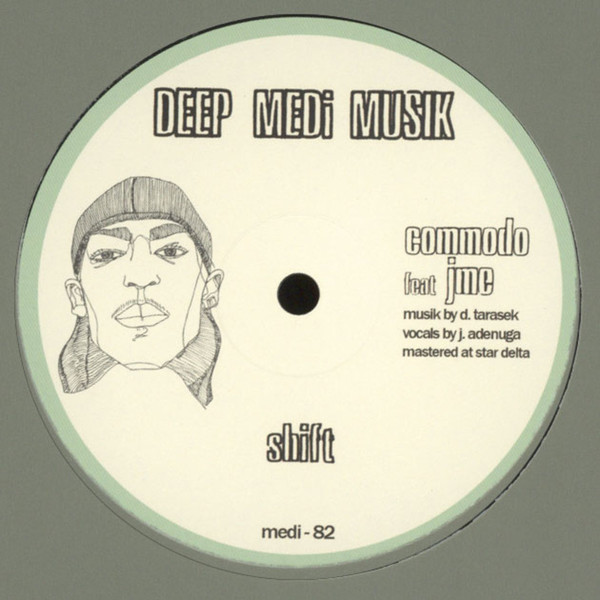 DEEP MEDi MUSIK
commodo
feat jme
musik by d. tarasek
vocals by j. adenuga
mastered at star delta
shift
medi - 82